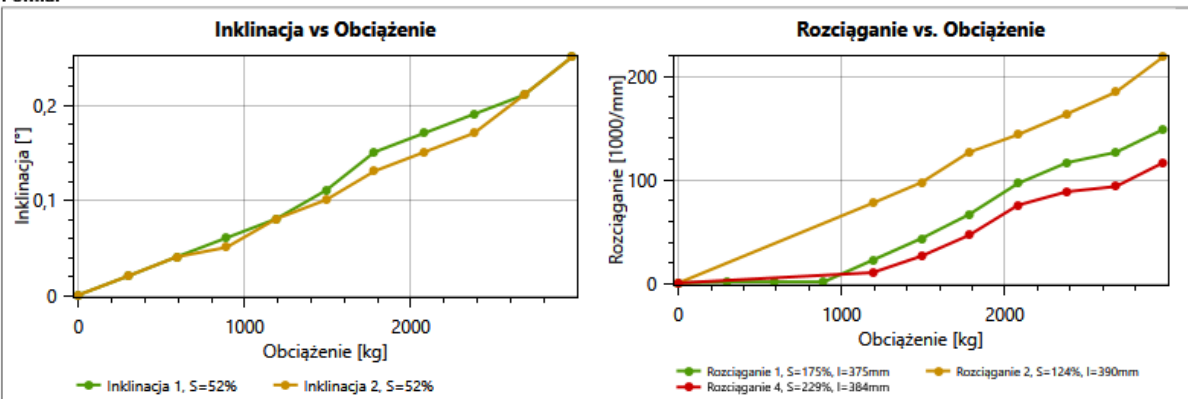 Inklinacja vs Obciążenie
Inklinacja [°]
0,2
0,1
0
0
1000
2000
Obciążenie [kg]
Inklinacja 1, S=52%
Inklinacja 2, S=52%
Rozciąganie vs. Obciążenie
Rozciąganie [1000/mm]
200
100
0
0
1000
2000
Obciążenie [kg]
Rozciąganie 1, S=175%, l=375mm
Rozciąganie 2, S=124%, l=390mm
Rozciąganie 4, S=229%, l=384mm